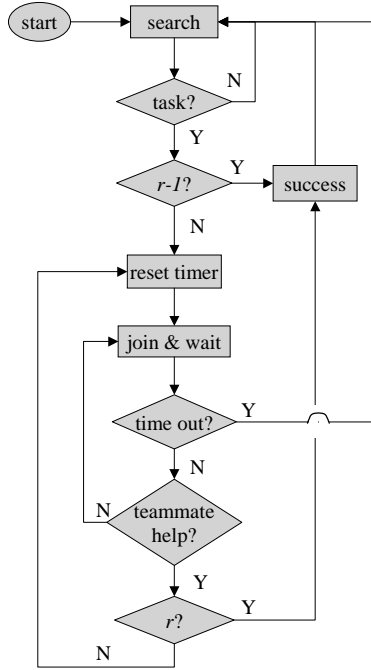 start
search
N
task?
Y
r-1?
Y
success
N
reset timer
join & wait
time out?
Y
N
N
teammate
help?
Y
r?
Y
N